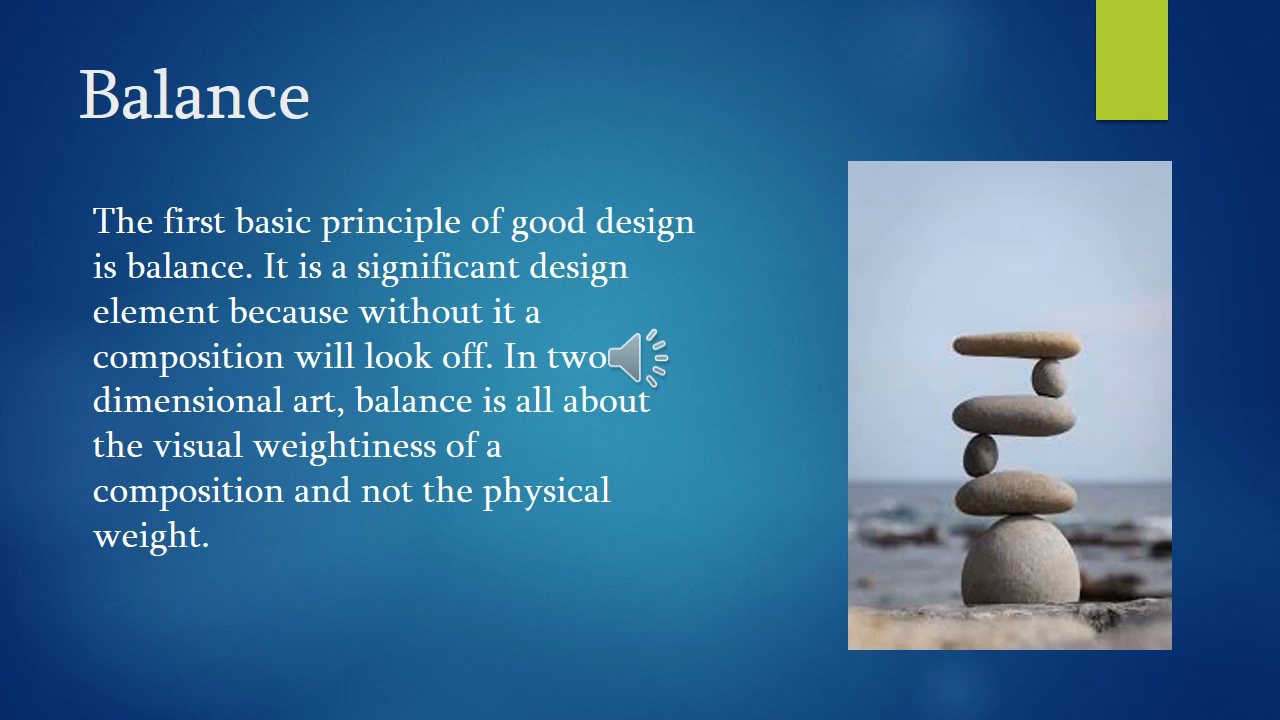 Balance
The first basic principle of good design
is balance. It is a significant design
element because without it a
composition will look off. In two
dimensional art, balance is all about
the visual weightiness of a
composition and not the physical
weight.